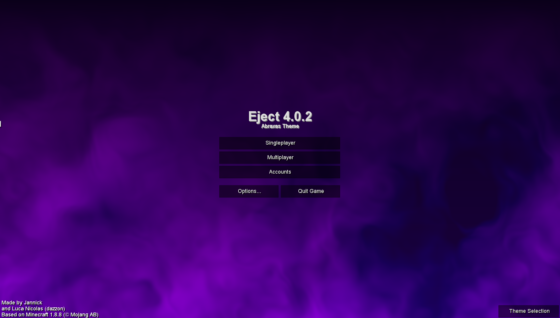 Eject 4.0.2
Abraxas Theme
Singleplayer
Multiplayer
Accounts
Options...
Quit Game
Made by Jannick
and Luca Nicolas (dazzon)
Based on Minecraft 1.8.8 (© Mojang AB)
Theme Selection